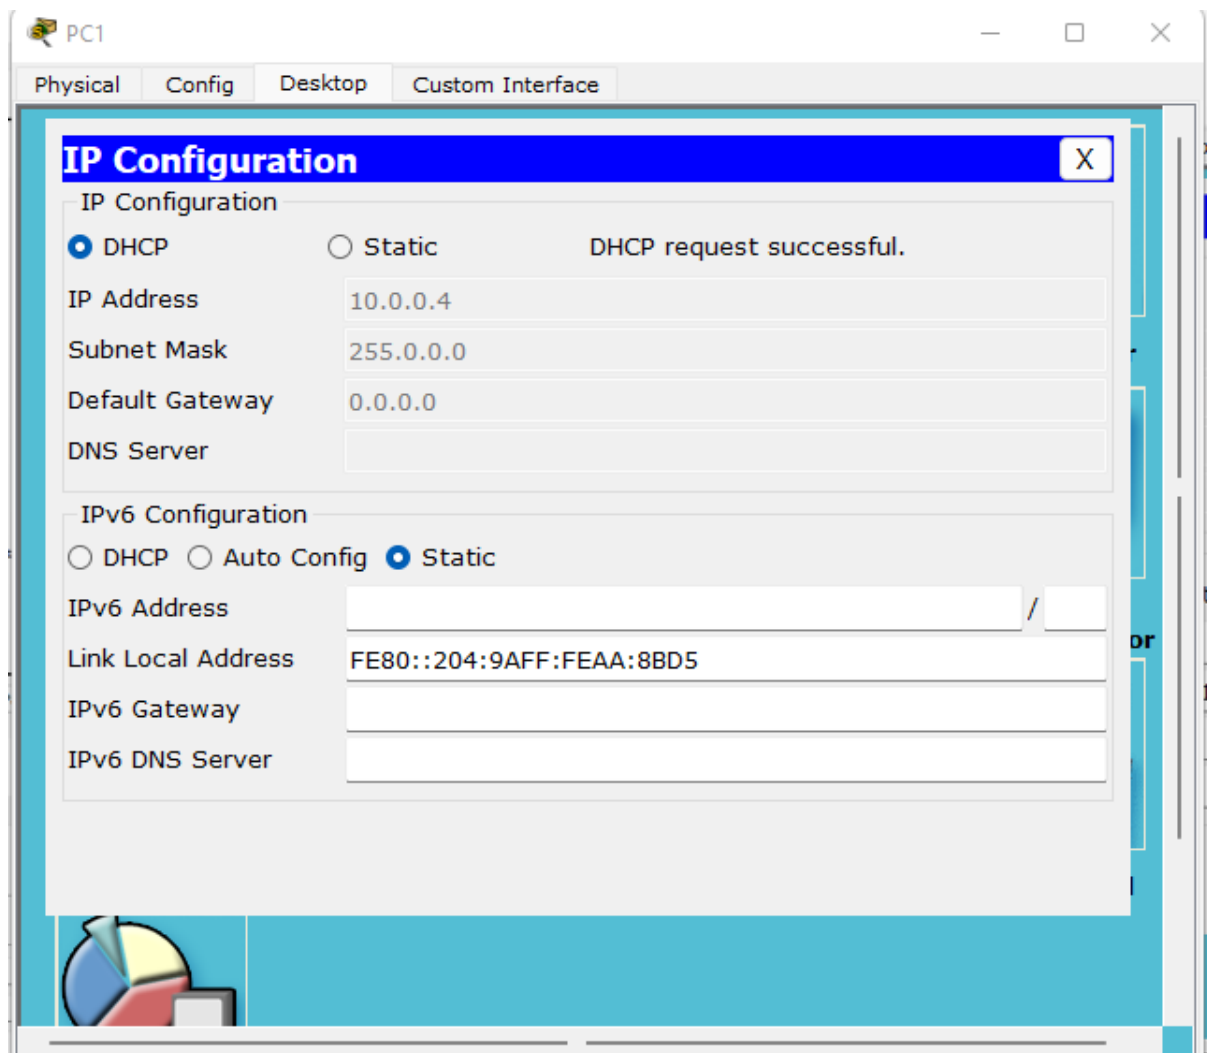 PC1
Physical Config Desktop Custom Interface
IP Configuration X
IP Configuration
DHCP Static DHCP request successful.
IP Address 10.0.0.4
Subnet Mask 255.0.0.0
Default Gateway 0.0.0.0
DNS Server
IPv6 Configuration
DHCP Auto Config Static
IPv6 Address /
Link Local Address FE80::204:9AFF:FEAA:8BD5
IPv6 Gateway
IPv6 DNS Server
or